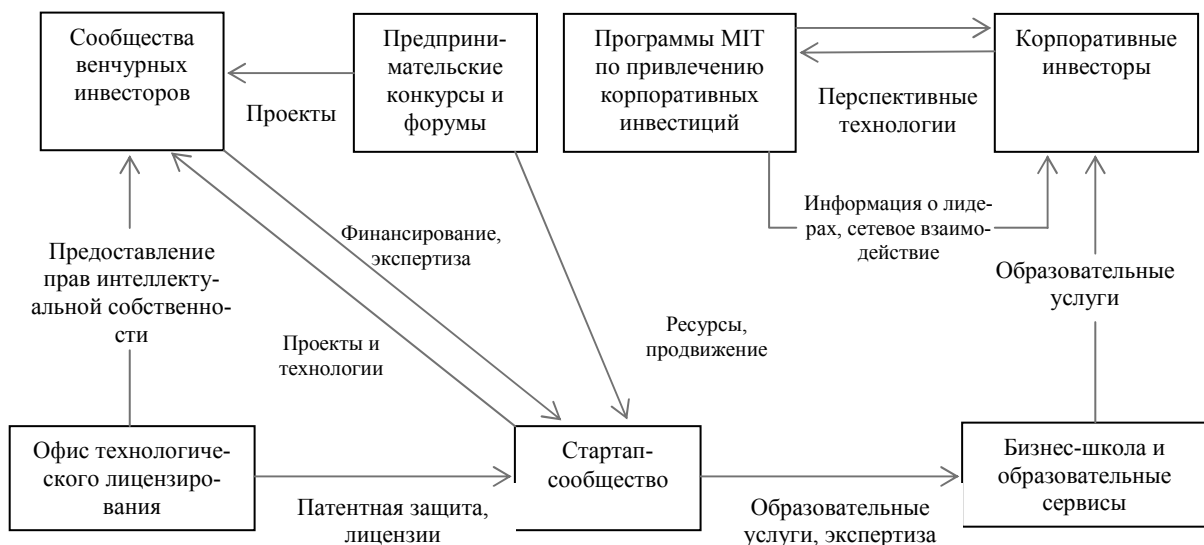 Сообщества
венчурных
инвесторов
Предприни-
мательские
конкурсы и
форумы
Программы MIT
по привлечению
корпоративных
инвестиций
Корпоративные
инвесторы
Проекты
Перспективные
технологии
Предоставление
прав интеллекту-
альной собственно-
сти
Финансирование,
экспертиза
Информация о лиде-
рах, сетевое взаимо-
действие
Образовательные
услуги
Проекты и
технологии
Ресурсы,
продвижение
Офис технологиче-
ского лицензиро-
вания
Стартап-
сообщество
Бизнес-школа и
образовательные
сервисы
Патентная защита,
лицензии
Образовательные
услуги, экспертиза